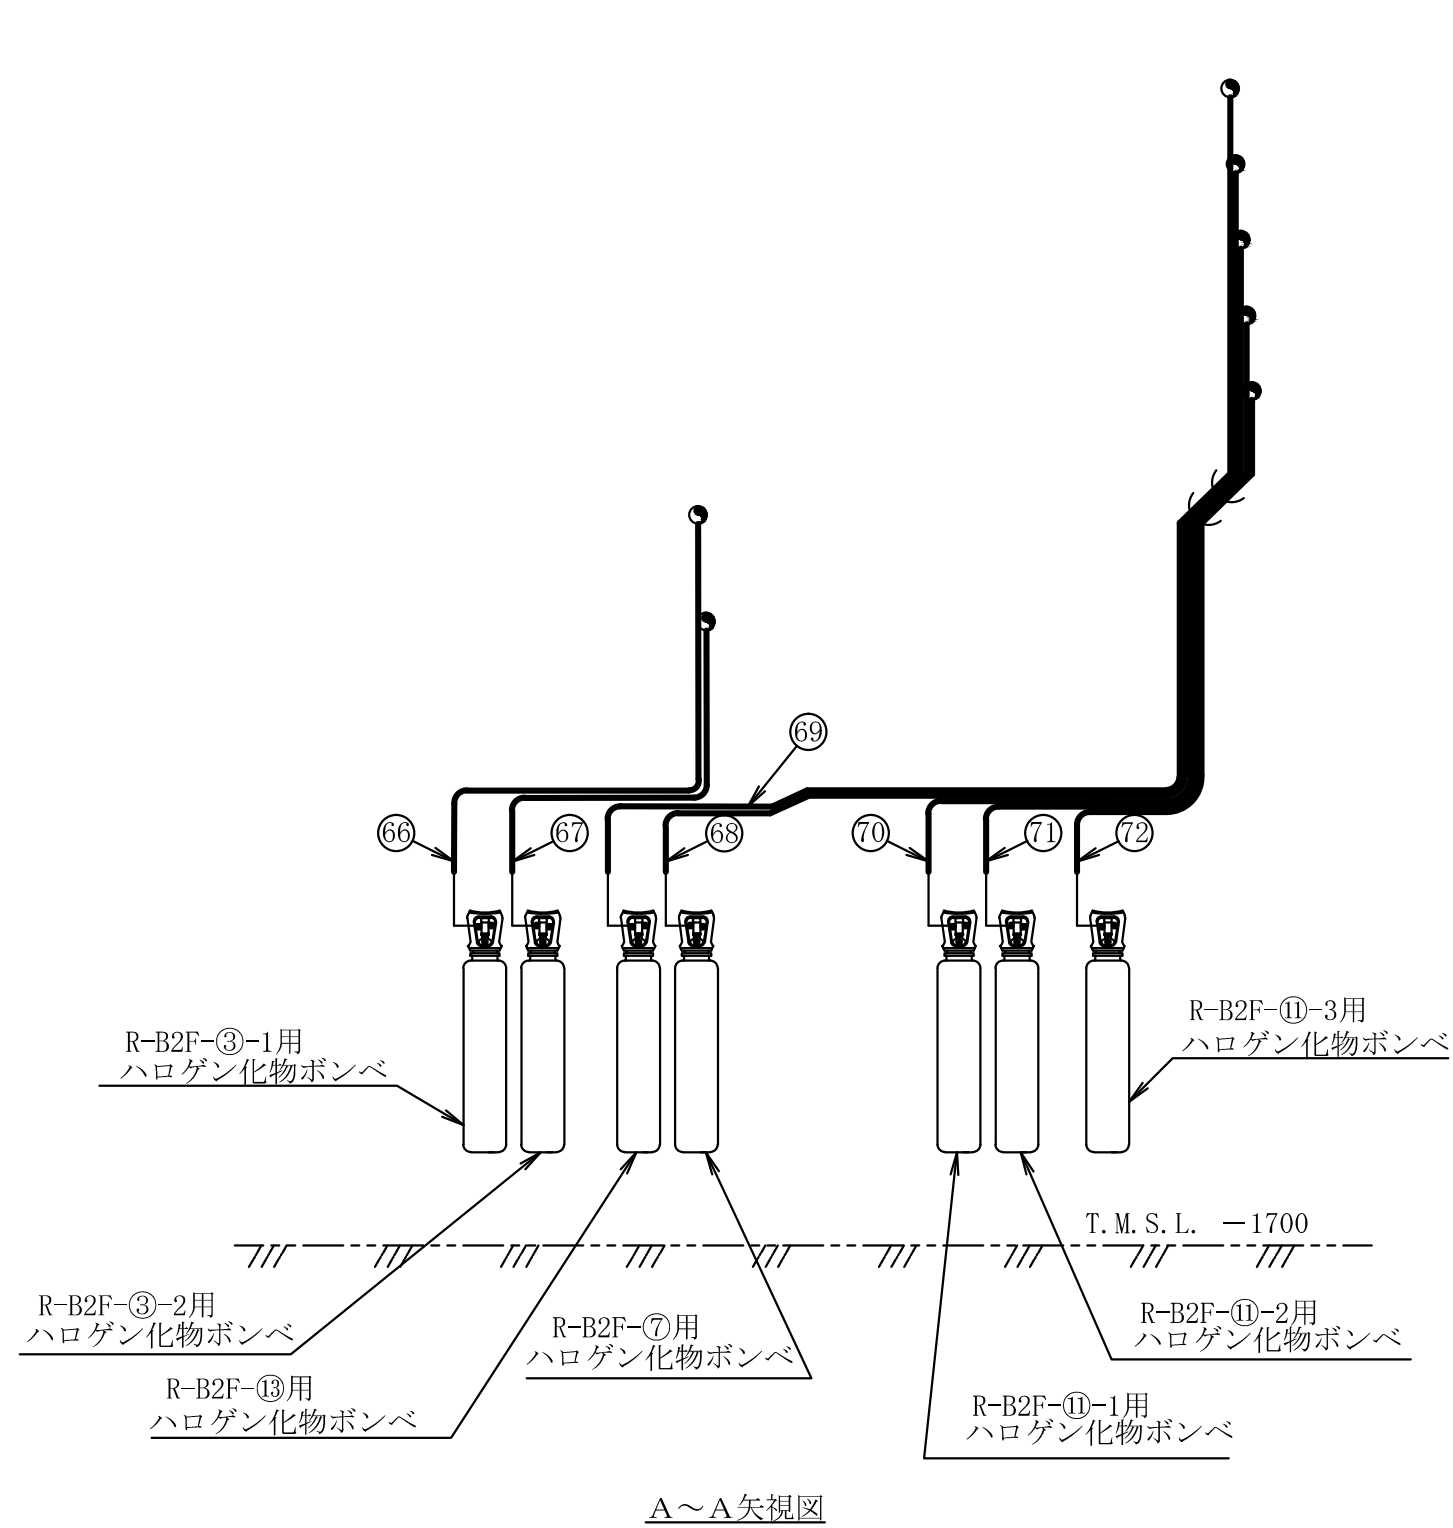 69
66
67
68
70
71
72
R-B2F-⑪-3用
ハロゲン化物ボンベ
R-B2F-③-1用
ハロゲン化物ボンベ
T.M.S.L. －1700
R-B2F-③-2用
ハロゲン化物ボンベ
R-B2F-⑦用
ハロゲン化物ボンベ
R-B2F-⑪-2用
ハロゲン化物ボンベ
R-B2F-⑬用
ハロゲン化物ボンベ
R-B2F-⑪-1用
ハロゲン化物ボンベ
Ａ～Ａ矢視図